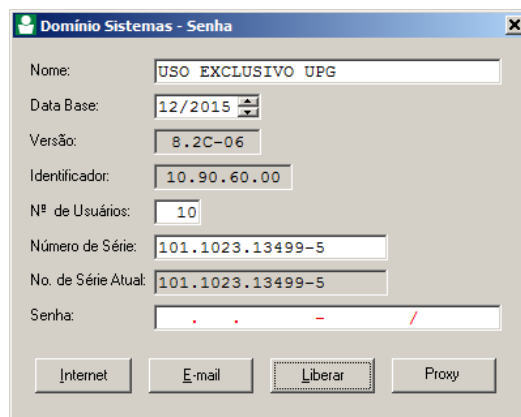 Domínio Sistemas - Senha
Nome: USO EXCLUSIVO UPG
Data Base: 12/2015
Versão: 8.2C-06
Identificador: 10.90.60.00
Nº de Usuários: 10
Número de Série: 101.1023.13499-5
No. de Série Atual: 101.1023.13499-5
Senha: . . - /
Internet E-mail Liberar Proxy